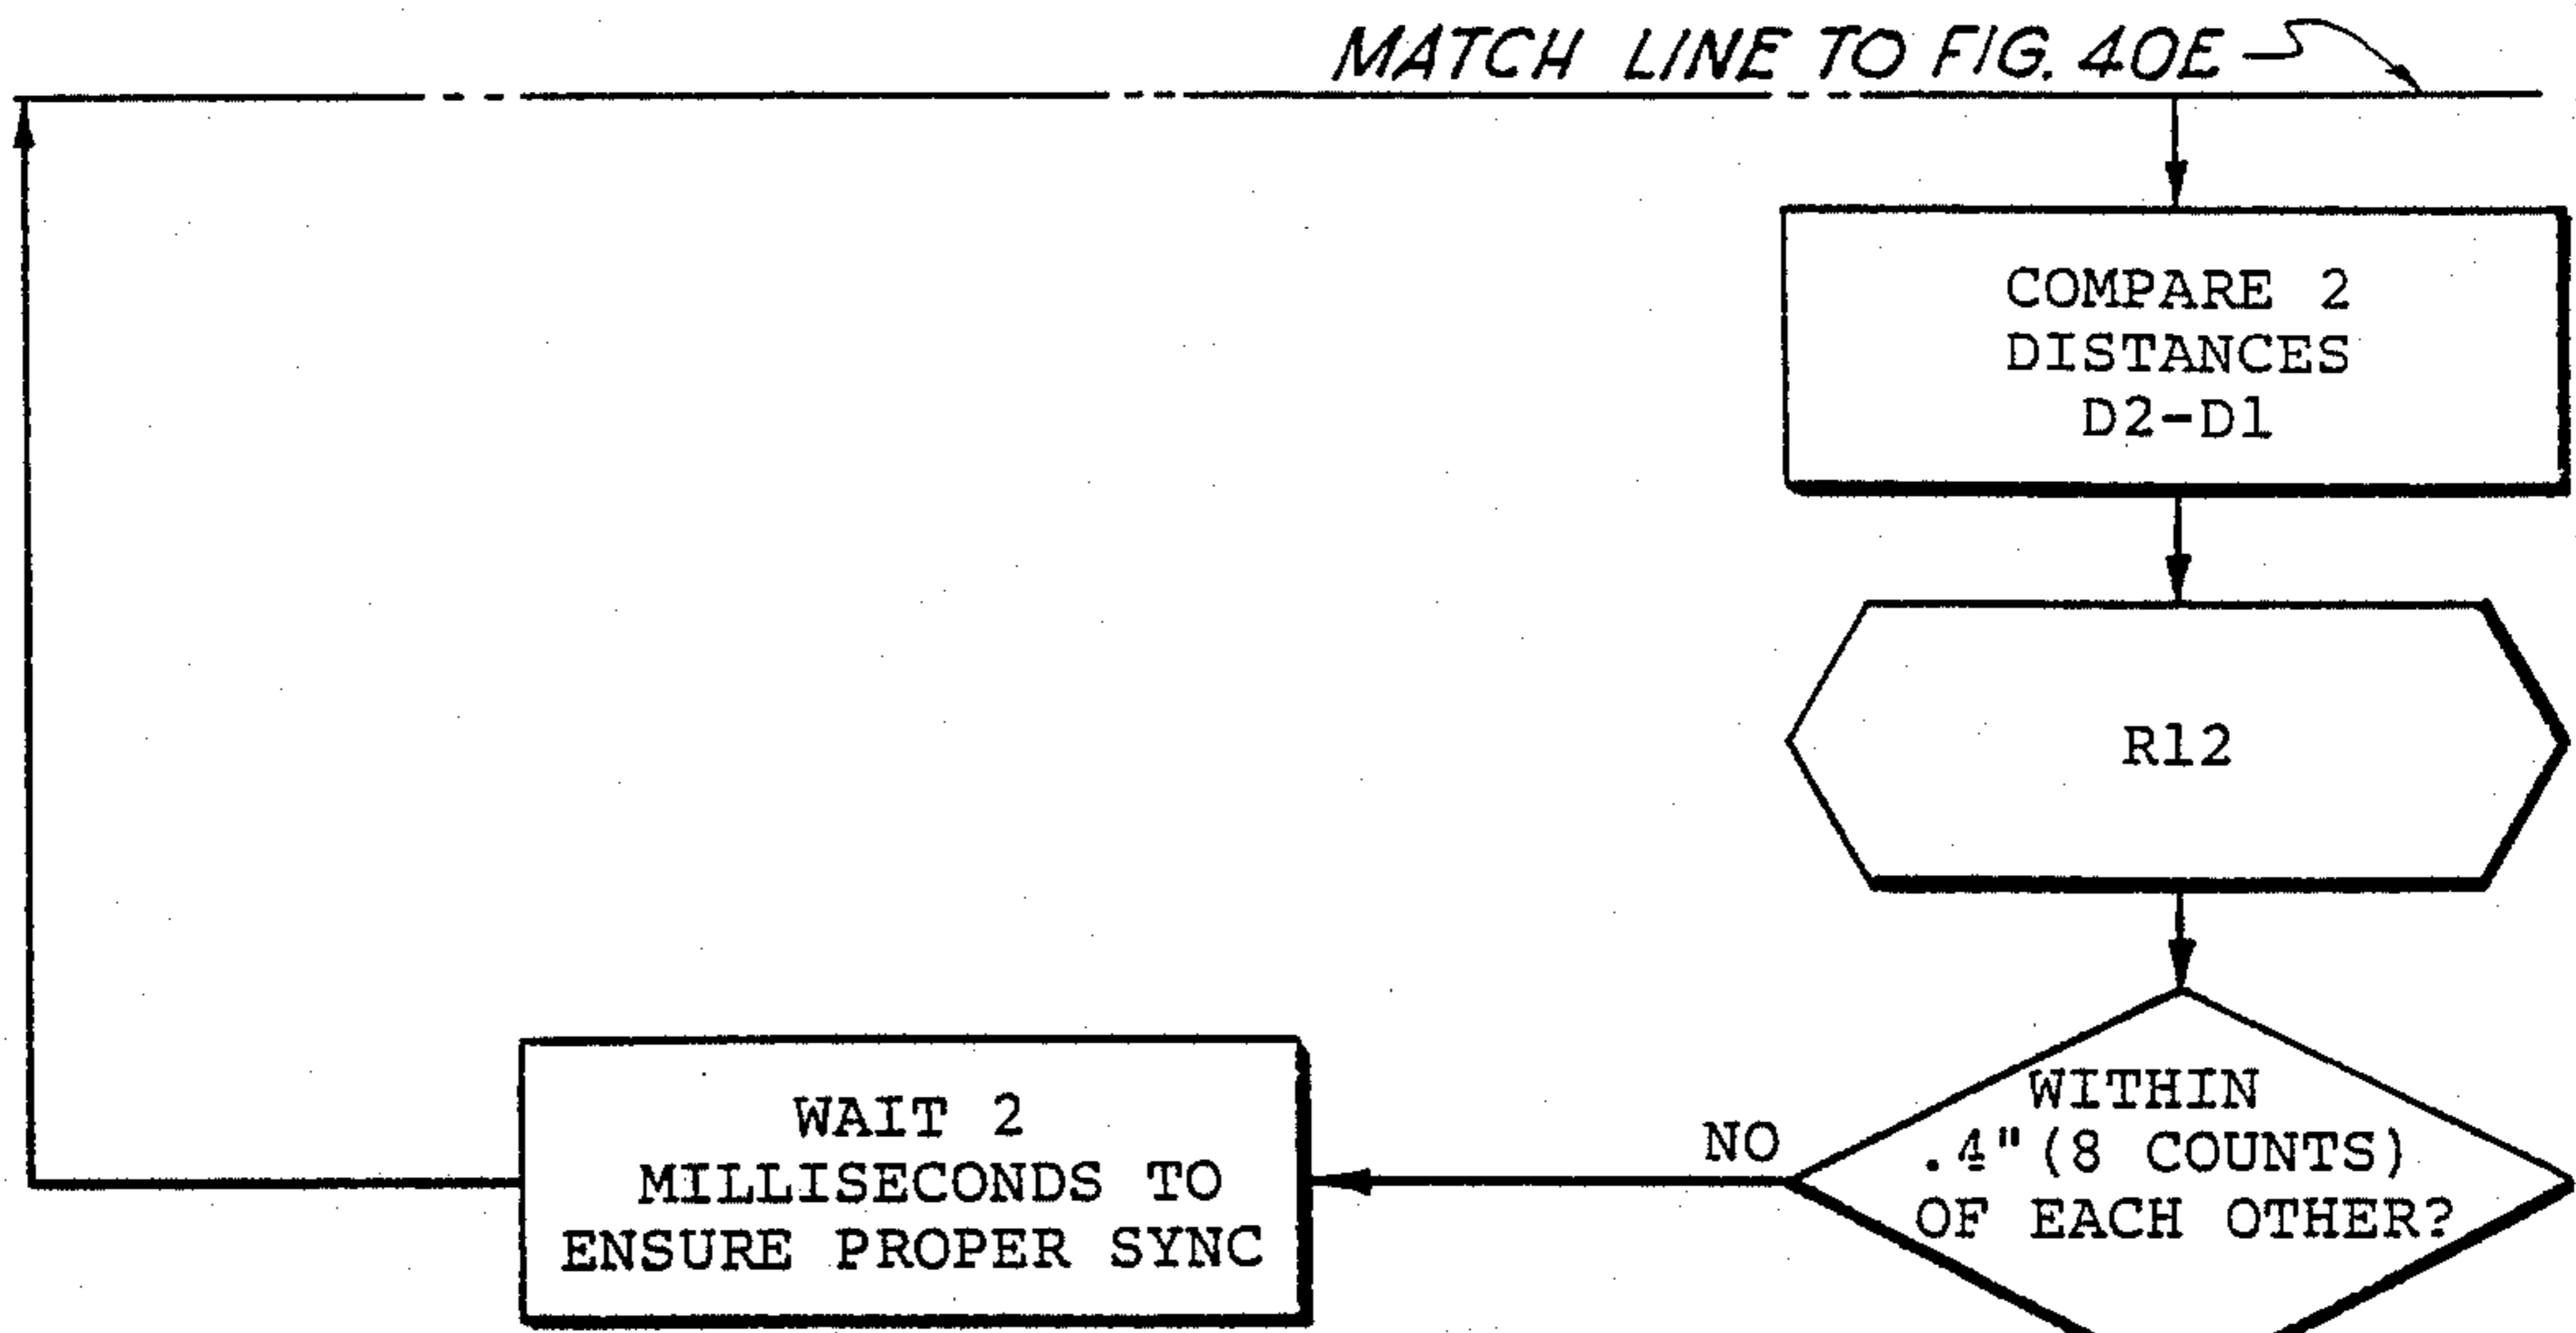 MATCH LINE TO FIG. 40E
COMPARE 2
DISTANCES
D2-D1
R12
WITHIN
.4"(8 COUNTS)
OF EACH OTHER?
NO
WAIT 2
MILLISECONDS TO
ENSURE PROPER SYNC